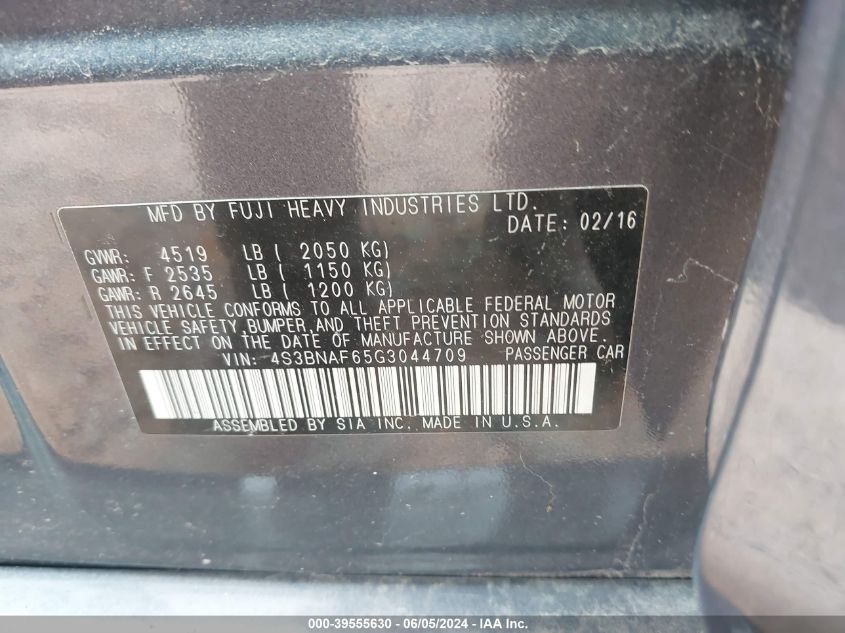 MFD BY FUJI HEAVY INDUSTRIES LTD.
DATE: 02/16
GVWR: 4519 LB ( 2050 KG)
GAWR: F 2535 LB ( 1150 KG)
GAWR: R 2645 LB ( 1200 KG)
THIS VEHICLE CONFORMS TO ALL APPLICABLE FEDERAL MOTOR
VEHICLE SAFETY,BUMPER,AND THEFT PREVENTION STANDARDS
IN EFFECT ON THE DATE OF MANUFACTURE SHOWN ABOVE.
VIN: 4S3BNAF65G3044709 PASSENGER CAR
ASSEMBLED BY SIA INC. MADE IN U.S.A.
000-39555630 - 06/05/2024 - IAA Inc.